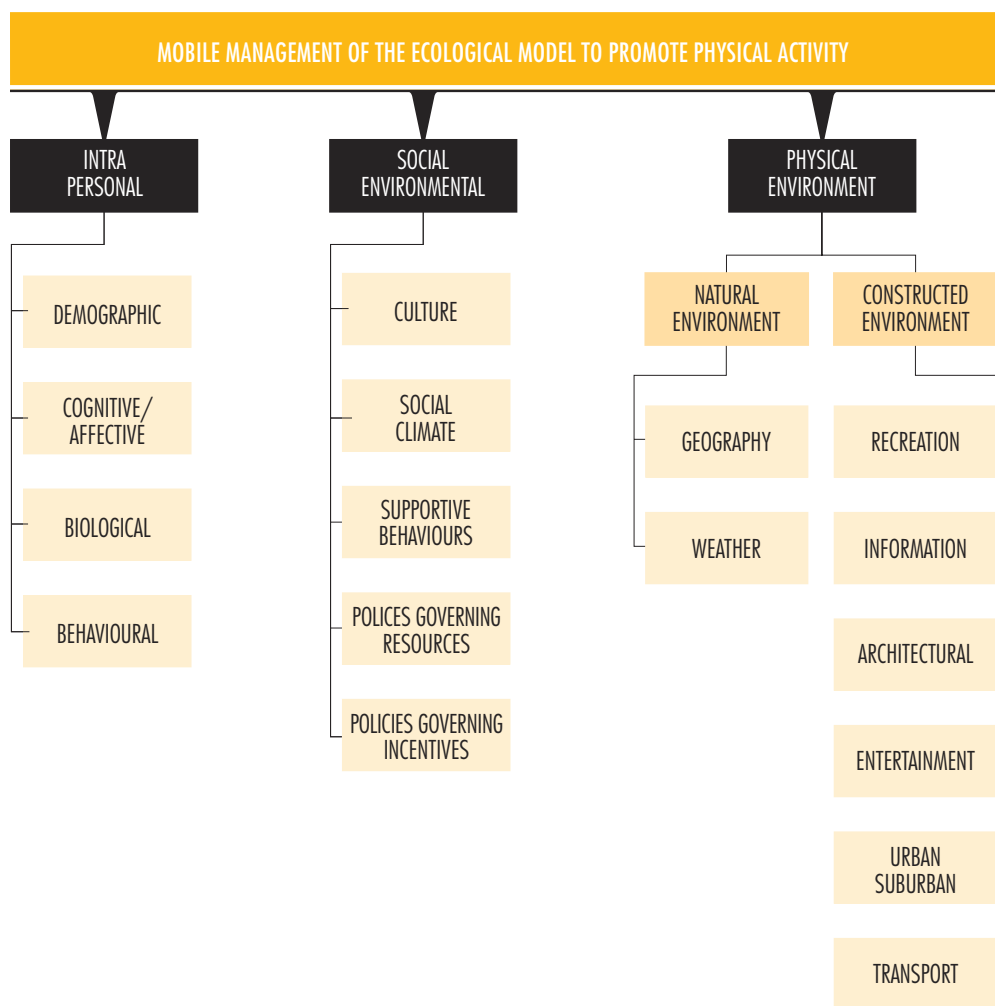 MOBILE MANAGEMENT OF THE ECOLOGICAL MODEL TO PROMOTE PHYSICAL ACTIVITY
INTRA
PERSONAL
DEMOGRAPHIC
COGNITIVE/
AFFECTIVE
BIOLOGICAL
BEHAVIOURAL
SOCIAL
ENVIRONMENTAL
CULTURE
SOCIAL
CLIMATE
SUPPORTIVE
BEHAVIOURS
POLICES GOVERNING
RESOURCES
POLICIES GOVERNING
INCENTIVES
PHYSICAL
ENVIRONMENT
NATURAL
ENVIRONMENT
GEOGRAPHY
WEATHER
CONSTRUCTED
ENVIRONMENT
RECREATION
INFORMATION
ARCHITECTURAL
ENTERTAINMENT
URBAN
SUBURBAN
TRANSPORT